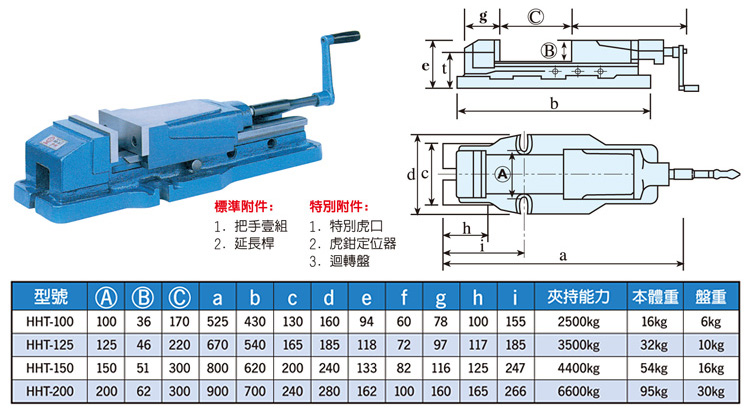 g Ⓒ
Ⓑ
e t
b
d c Ⓐ
h
i
a
標準附件:
1. 把手壹組
2. 延長桿
特別附件:
1. 特別虎口
2. 虎鉗定位器
3. 迴轉盤
型號 Ⓐ Ⓑ Ⓒ a b c d e f g h i 夾持能力 本體重 盤重
HHT-100 100 36 170 525 430 130 160 94 60 78 100 155 2500kg 16kg 6kg
HHT-125 125 46 220 670 540 165 185 118 72 97 117 185 3500kg 32kg 10kg
HHT-150 150 51 300 800 620 200 240 133 82 116 125 247 4400kg 54kg 16kg
HHT-200 200 62 300 900 700 240 280 162 100 160 165 266 6600kg 95kg 30kg